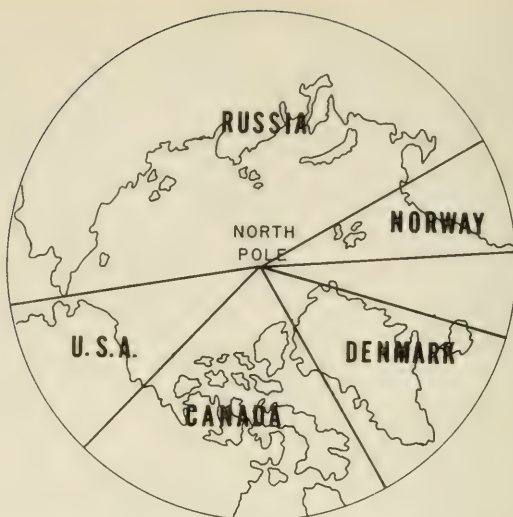 RUSSIA
NORWAY
NORTH
POLE
U.S.A.
DENMARK
CANADA